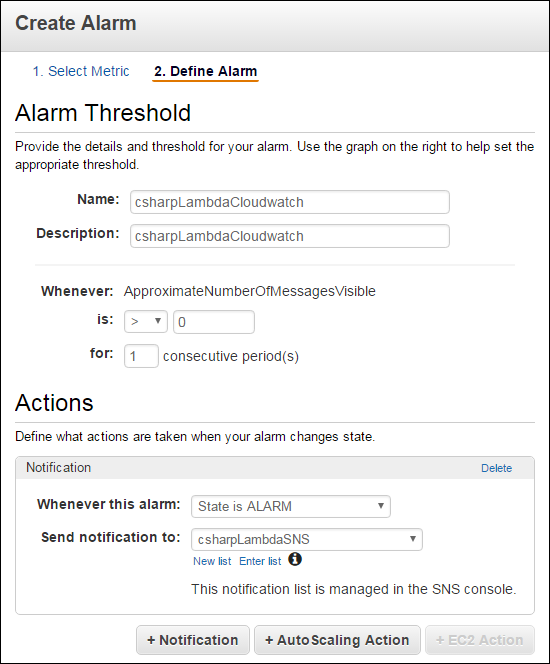 Create Alarm
1. Select Metric 2. Define Alarm
Alarm Threshold
Provide the details and threshold for your alarm. Use the graph on the right to help set the
appropriate threshold.
Name: csharpLambdaCloudwatch
Description: csharpLambdaCloudwatch
Whenever: ApproximateNumberOfMessagesVisible
is: > 0
for: 1 consecutive period(s)
Actions
Define what actions are taken when your alarm changes state.
Notification Delete
Whenever this alarm: State is ALARM
Send notification to: csharpLambdaSNS
New list Enter list i
This notification list is managed in the SNS console.
+ Notification + AutoScaling Action + EC2 Action